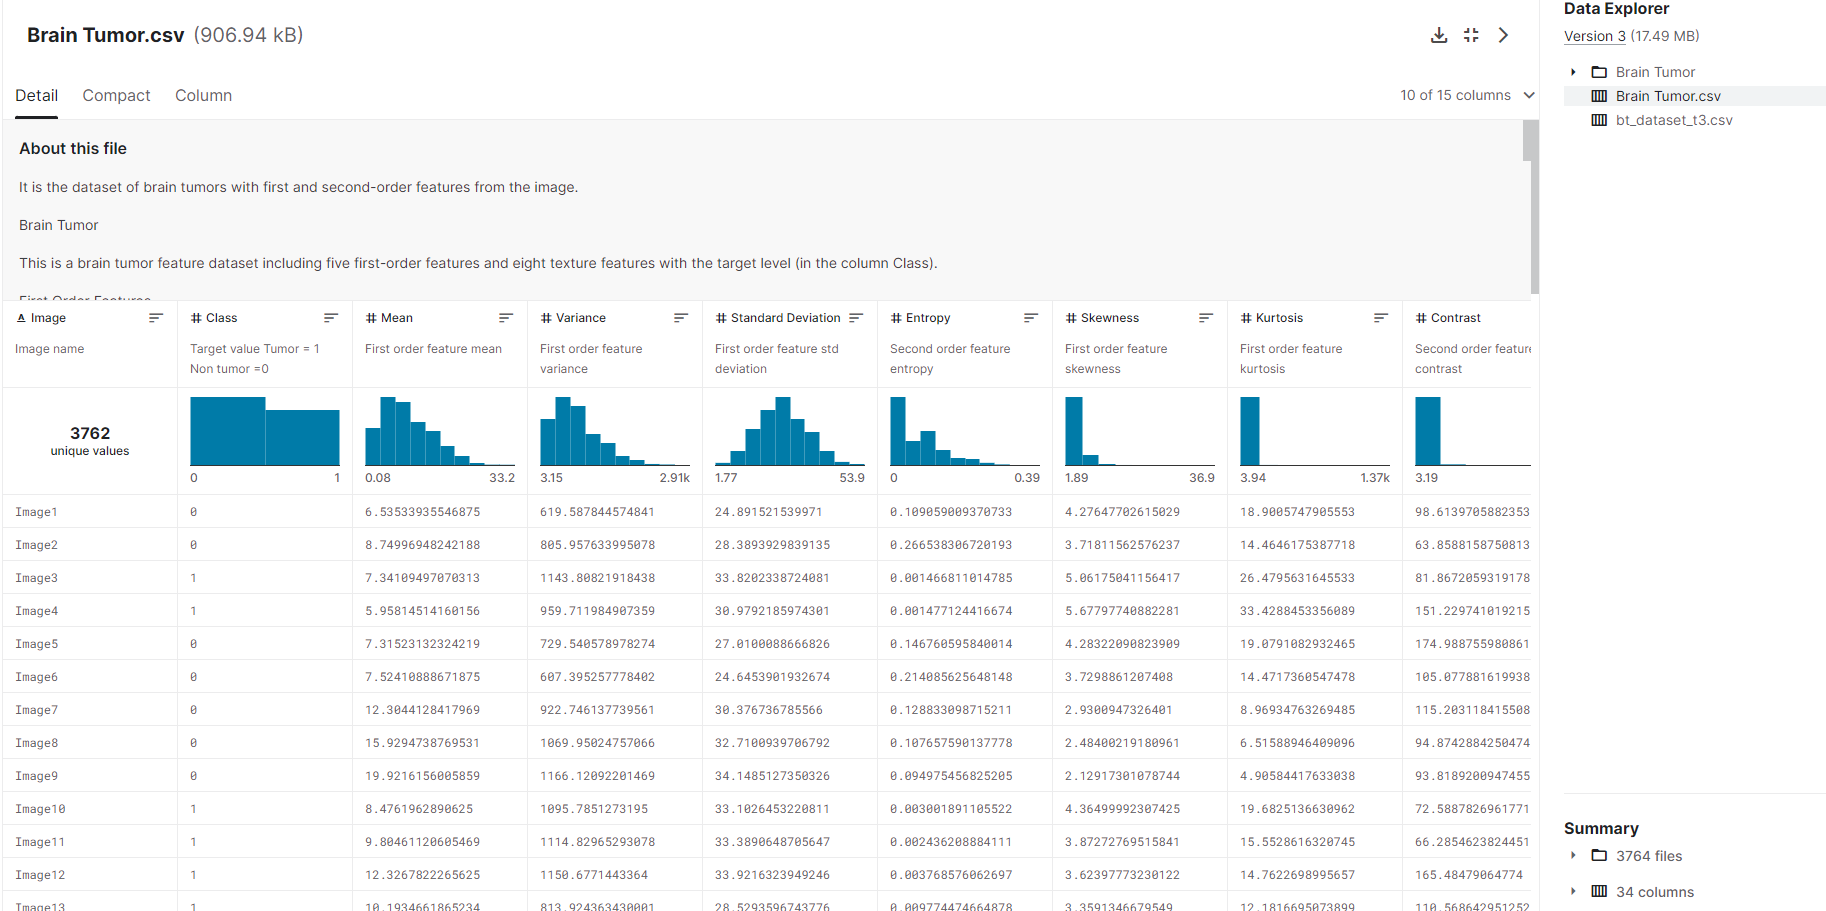 Brain Tumor.csv (906.94 kB)
Detail Compact Column
10 of 15 columns
About this file
It is the dataset of brain tumors with first and second-order features from the image.
Brain Tumor
This is a brain tumor feature dataset including five first-order features and eight texture features with the target level (in the column Class).
First Order Features
Image Class Mean Variance Standard Deviation Entropy Skewness Kurtosis Contrast
Image name
Target value Tumor = 1
Non tumor =0
First order feature mean
First order feature
variance
First order feature std
deviation
Second order feature
entropy
First order feature
skewness
First order feature
kurtosis
Second order feature
contrast
3762
unique values
0 1
0.08 33.2
3.15 2.91k
1.77 53.9
0 0.39
1.89 36.9
3.94 1.37k
3.19
Image1 0 6.53533935546875 619.587844574841 24.891521539971 0.109059009370733 4.27647702615029 18.9005747905553 98.6139705882353
Image2 0 8.74996948242188 805.957633995078 28.3893929839135 0.266538306720193 3.71811562576237 14.4646175387718 63.8588158750813
Image3 1 7.34109497070313 1143.80821918438 33.8202338724081 0.001466811014785 5.06175041156417 26.4795631645533 81.8672059319178
Image4 1 5.95814514160156 959.711984907359 30.9792185974301 0.001477124416674 5.67797740882281 33.4288453356089 151.229741019215
Image5 0 7.31523132324219 729.540578978274 27.0100088666826 0.146760595840014 4.28322090823909 19.0791082932465 174.988755980861
Image6 0 7.52410888671875 607.395257778402 24.6453901932674 0.214085625648148 3.7298861207408 14.4717360547478 105.077881619938
Image7 0 12.3044128417969 922.746137739561 30.376736785566 0.128833098715211 2.9300947326401 8.96934763269485 115.203118415508
Image8 0 15.9294738769531 1069.95024757066 32.7100939706792 0.107657590137778 2.48400219180961 6.51588946409096 94.8742884250474
Image9 0 19.9216156005859 1166.12092201469 34.1485127350326 0.094975456825205 2.12917301078744 4.90584417633038 93.8189200947455
Image10 1 8.4761962890625 1095.7851273195 33.1026453220811 0.003001891105522 4.36499992307425 19.6825136630962 72.5887826961771
Image11 1 9.80461120605469 1114.82965293078 33.3890648705647 0.002436208884111 3.87272769515841 15.5528616320745 66.2854623824451
Image12 1 12.3267822265625 1150.6771443364 33.9216323949246 0.003768576062697 3.62397773230122 14.7622698995657 165.48479064774
Image13 1 10.1934661865234 813.924363430001 28.5293596743776 0.009774474664878 3.3591346679549 12.1816695073899 110.568642951252
Data Explorer
Version 3 (17.49 MB)
Brain Tumor
Brain Tumor.csv
bt_dataset_t3.csv
Summary
3764 files
34 columns